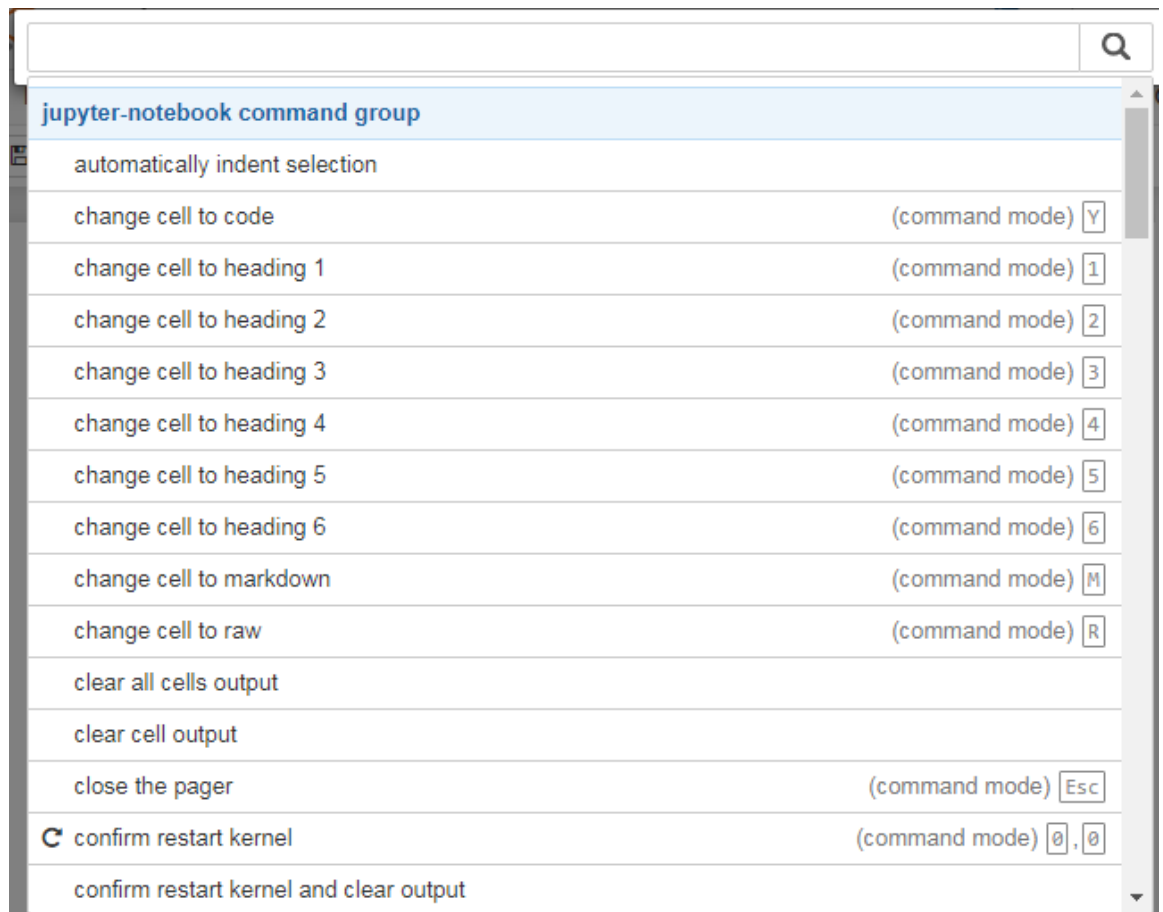 jupyter-notebook command group
automatically indent selection
change cell to code (command mode) Y
change cell to heading 1 (command mode) 1
change cell to heading 2 (command mode) 2
change cell to heading 3 (command mode) 3
change cell to heading 4 (command mode) 4
change cell to heading 5 (command mode) 5
change cell to heading 6 (command mode) 6
change cell to markdown (command mode) M
change cell to raw (command mode) R
clear all cells output
clear cell output
close the pager (command mode) Esc
confirm restart kernel (command mode) 0,0
confirm restart kernel and clear output